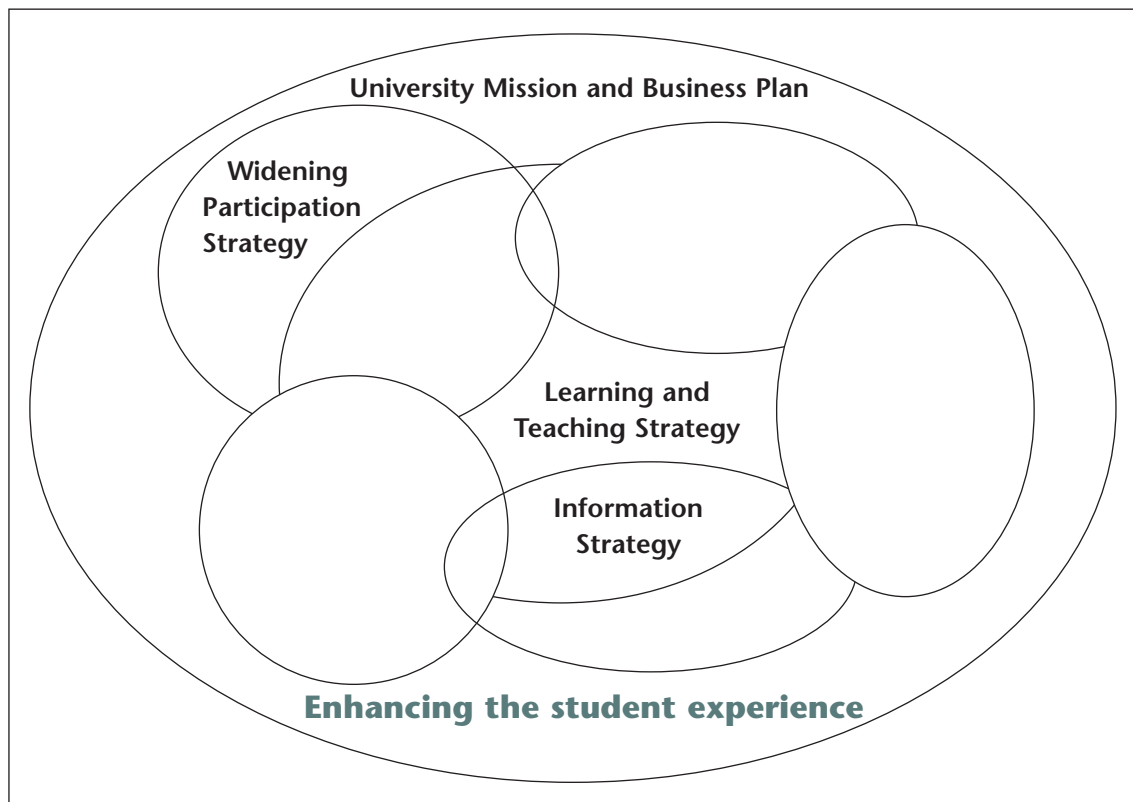 University Mission and Business Plan
Widening
Participation
Strategy
Learning and
Teaching Strategy
Information
Strategy
Enhancing the student experience